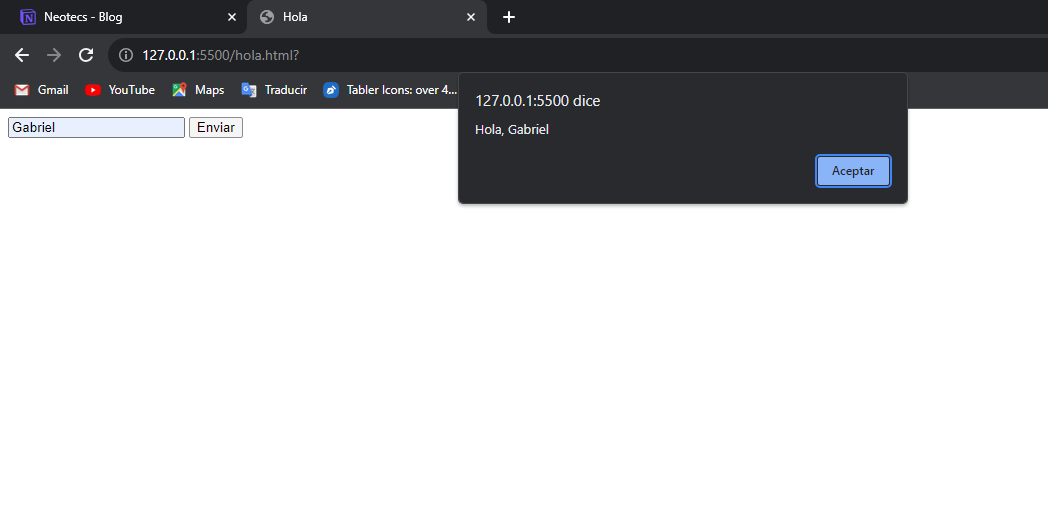 Neotecs - Blog
Hola
127.0.0.1:5500/hola.html?
Gmail YouTube Maps Traducir Tabler Icons: over 4...
127.0.0.1:5500 dice
Hola, Gabriel
Aceptar
Gabriel Enviar